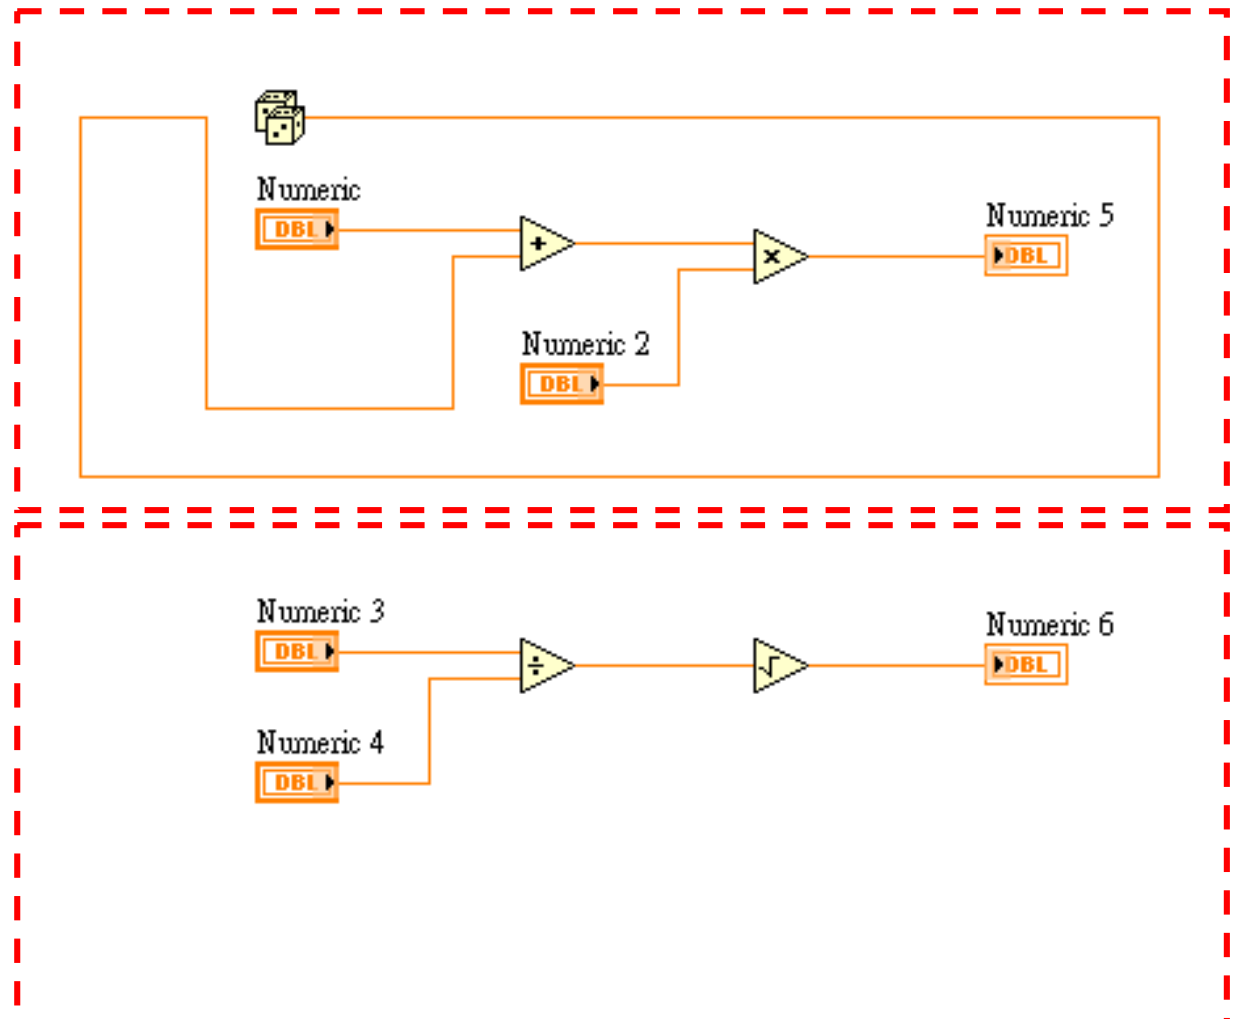 Numeric
DBL
+
×
Numeric 5
DBL
Numeric 2
DBL
Numeric 3
DBL
÷
√
Numeric 6
DBL
Numeric 4
DBL